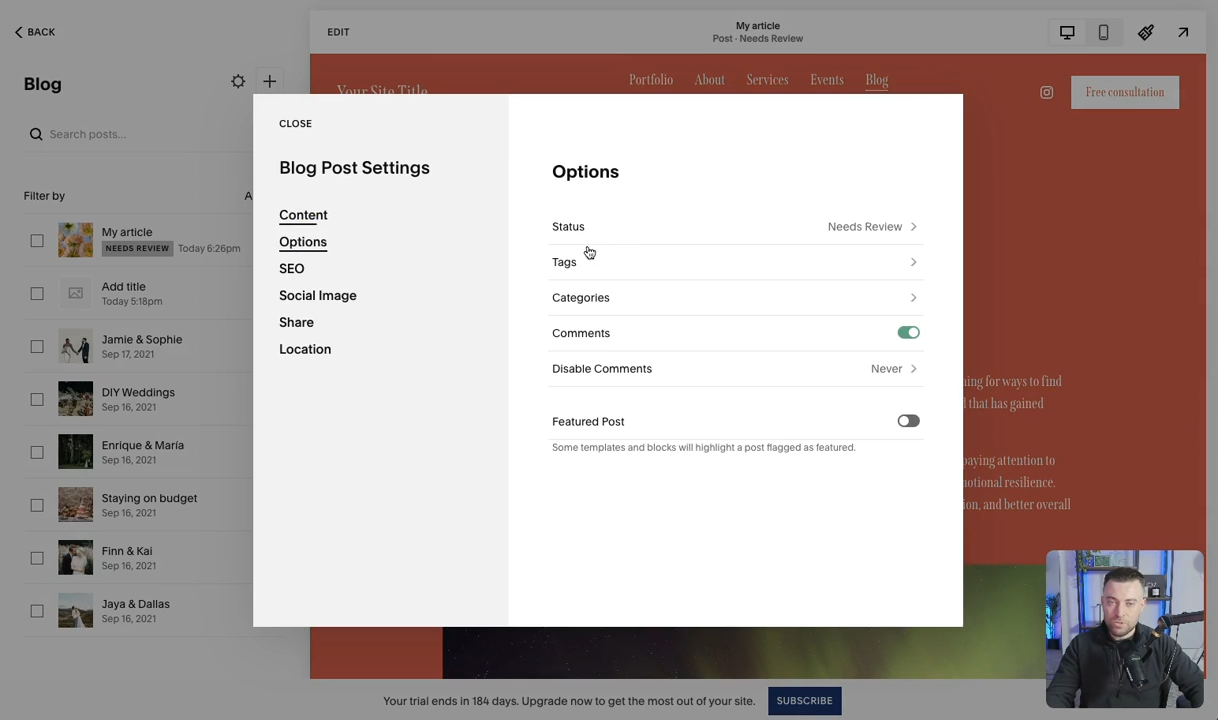 BACK
Blog
Search posts...
Filter by
My article
NEEDS REVIEW Today 6:26pm
Add title
Today 5:18pm
Jamie & Sophie
Sep 17, 2021
DIY Weddings
Sep 16, 2021
Enrique & María
Sep 16, 2021
Staying on budget
Sep 16, 2021
Finn & Kai
Sep 16, 2021
Jaya & Dallas
Sep 16, 2021
EDIT
My article
Post · Needs Review
Your Site Title
Portfolio About Services Events Blog
Free consultation
CLOSE
Blog Post Settings
Content
Options
SEO
Social Image
Share
Location
Options
Status Needs Review
Tags
Categories
Comments
Disable Comments Never
Featured Post
Some templates and blocks will highlight a post flagged as featured.
for ways to find
that has gained
paying attention to
resilience.
and better overall
Your trial ends in 184 days. Upgrade now to get the most out of your site. SUBSCRIBE